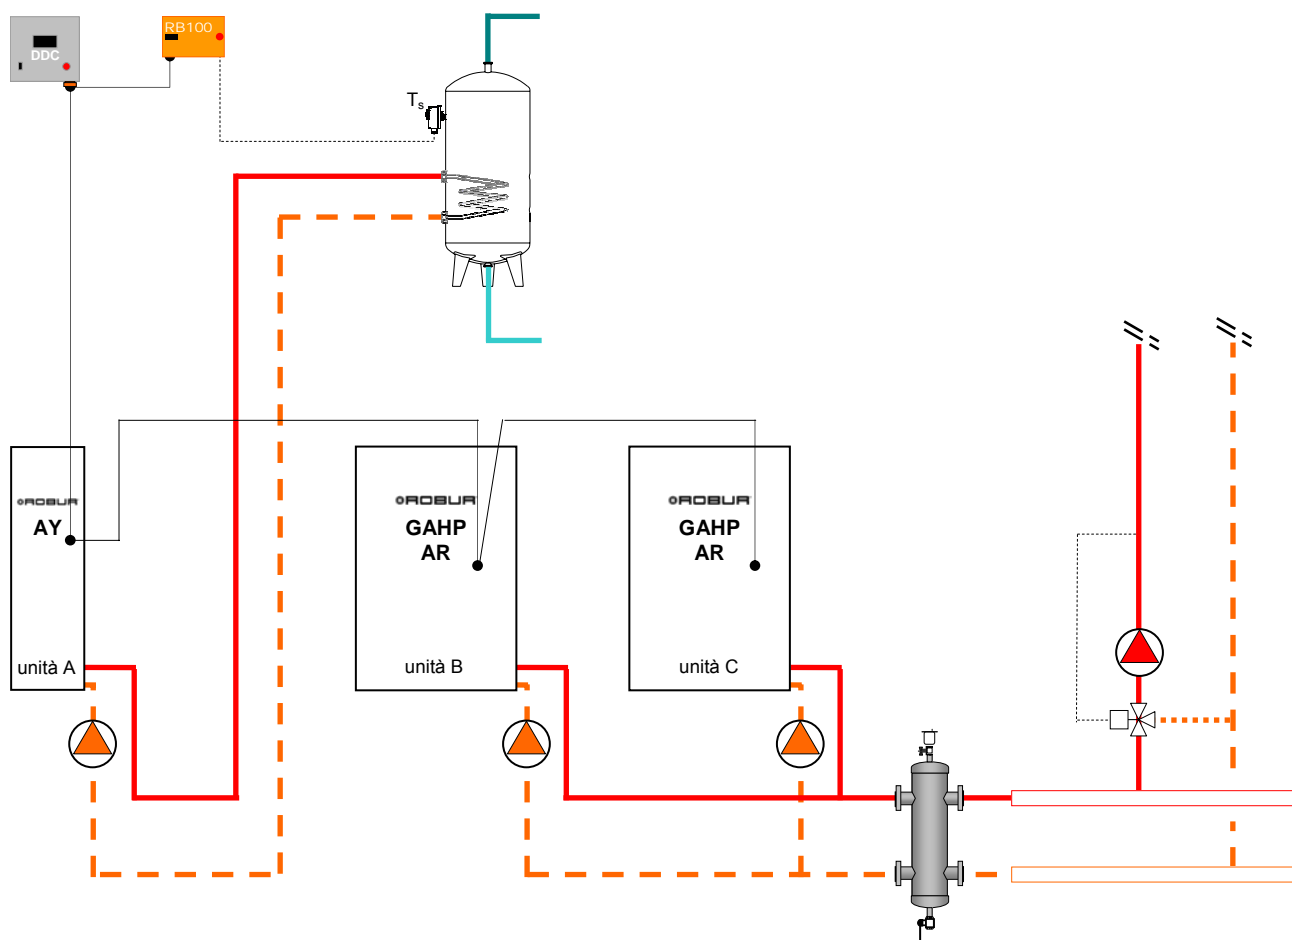 RB100
DDC
Ts
ROBUR
AY
unità A
ROBUR
GAHP
AR
unità B
ROBUR
GAHP
AR
unità C